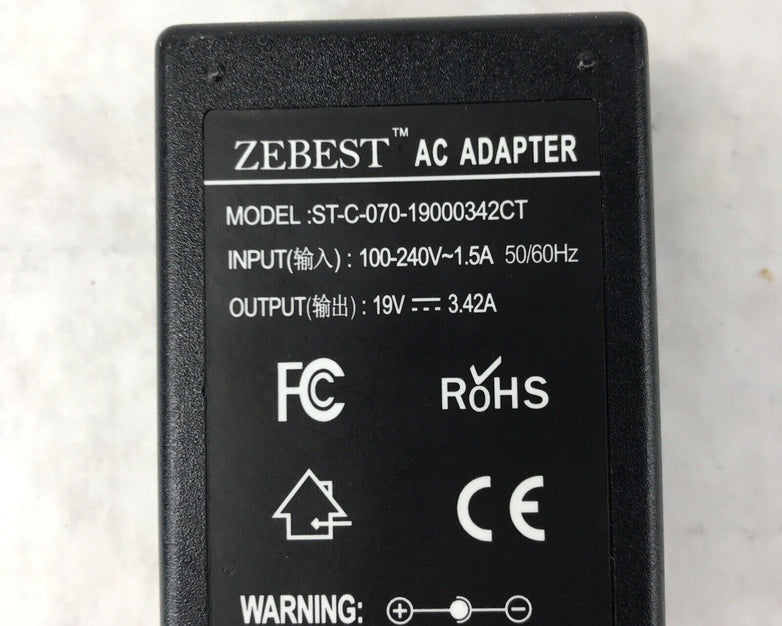 ZEBEST™ AC ADAPTER
MODEL :ST-C-070-19000342CT
INPUT(输入) : 100-240V~1.5A 50/60Hz
OUTPUT(输出) : 19V ⎓ 3.42A
FC
RoHS
CE
WARNING: